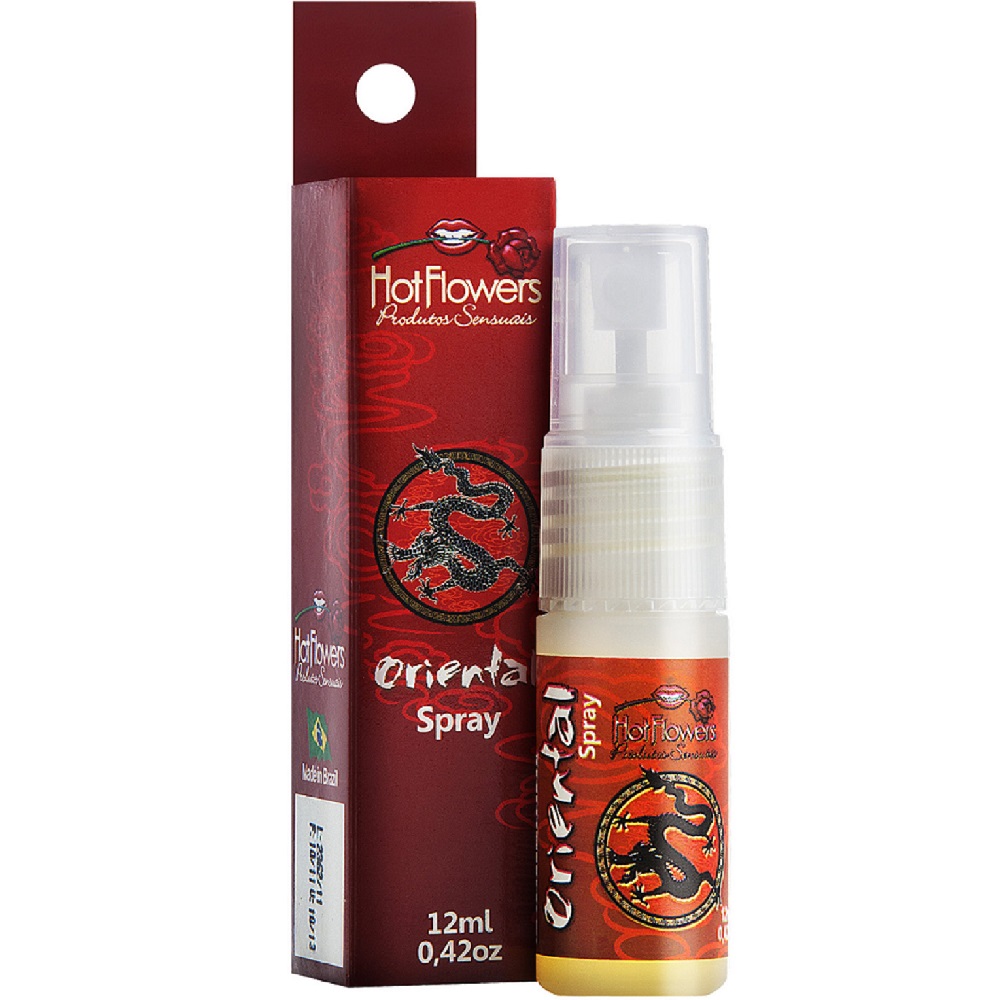 HotFlowers
Produtos Sensuais
Oriental
Spray
12ml
0,42oz
HotFlowers
Produtos Sensuais
Made in Brazil
Oriental
Spray
HotFlowers
Produtos Sensuais